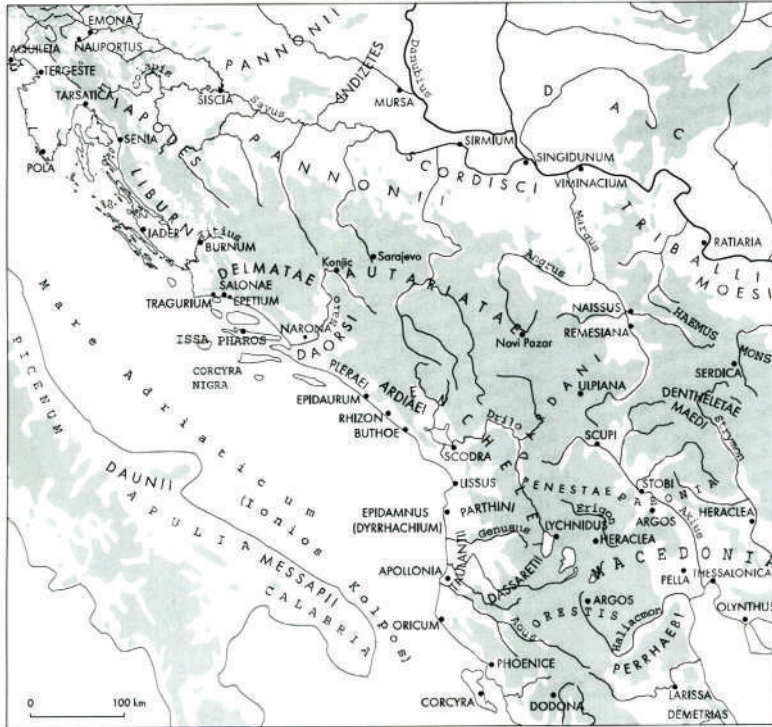 EMONA
NAUPORTUS
AQUILEIA
TERGESTE
TARSATICA
Colapis
SISCIA
PANNONII
ANDIZETES
Danubius
MURSA
Savus
DACI
IAPODES
SENIA
POLA
PANNONII
SIRMIUM
SCORDISCI
SINGIDUNUM
VIMINACIUM
LIBURNI
IADER
Titius
BURNUM
Margus
TRIBALLI
RATIARIA
MOESI
DELMATAE
Konjic
Sarajevo
AUTARIATAE
Angrus
SALONAE
TRAGURIUM
EPETIUM
Naro
NAISSUS
HAEMUS
MONS
ISSA
PHAROS
NARONA
DAORSI
Novi Pazar
REMESIANA
SERDICA
CORCYRA
NIGRA
PLERAEI
ARDIAEI
EPIDAURUM
ENCHELEI
DARDANI
ULPIANA
DENTHELETAE
MAEDI
Strymon
RHIZON
BUTHOE
Drilo
SCUPI
SCODRA
Mare Adriaticum
(Ionios Kolpos)
PICENUM
LISSUS
PENESTAE
PAEONIA
STOBI
Axius
DAUNII
APULIA
EPIDAMNUS
(DYRRHACHIUM)
PARTHINI
Erigon
ARGOS
HERACLEA
Genusus
LYCHNIDUS
HERACLEA
MESSAPII
CALABRIA
TAULANTII
MACEDONIA
APOLLONIA
DASSARETII
PELLA
THESSALONICA
ARGOS
ORESTIS
ORICUM
Aous
Haliacmon
OLYNTHUS
PERRHAEBI
PHOENICE
CORCYRA
DODONA
LARISSA
DEMETRIAS
0 100 km